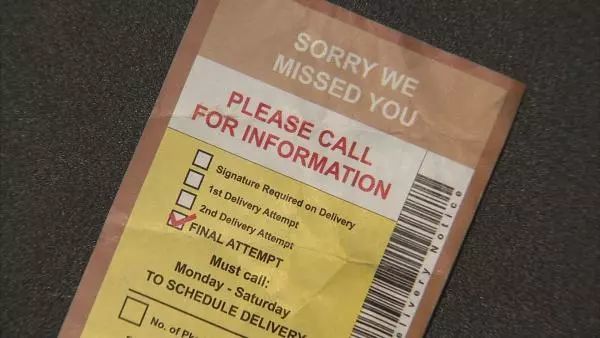 SORRY WE
MISSED YOU
PLEASE CALL
FOR INFORMATION
Signature Required on Delivery
1st Delivery Attempt
2nd Delivery Attempt
FINAL ATTEMPT
Must call:
Monday - Saturday
TO SCHEDULE DELIVERY
No. of
Notice